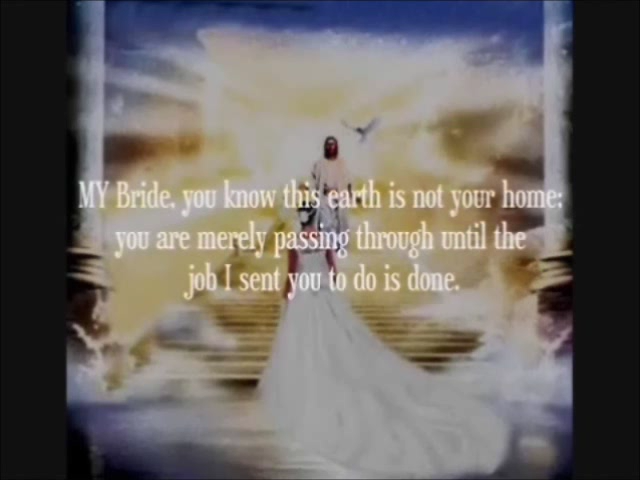 MY Bride, you know this earth is not your home:
you are merely passing through until the
job I sent you to do is done.